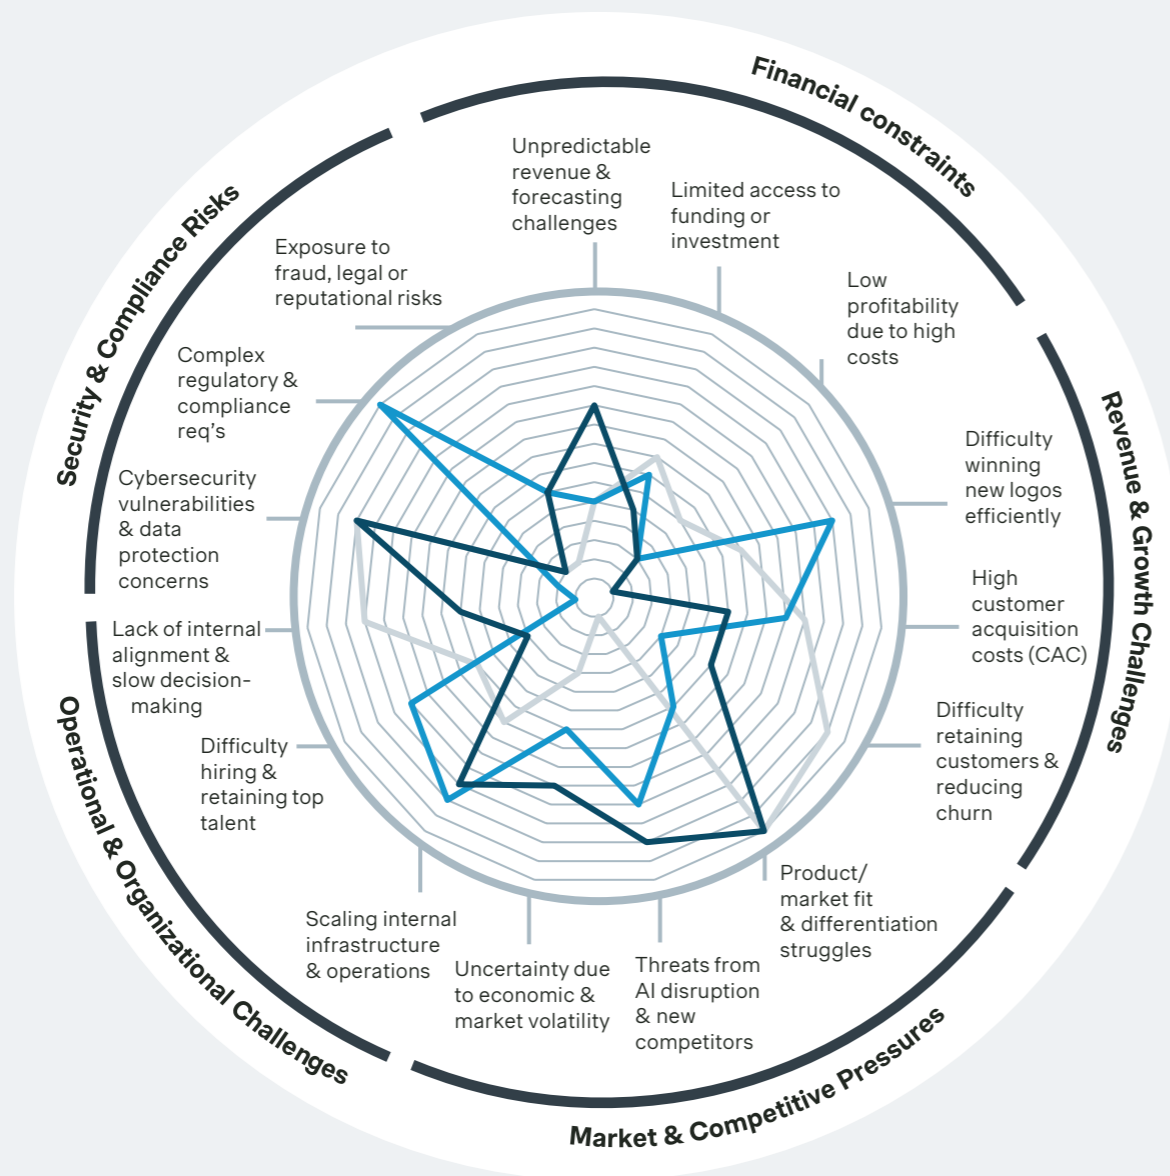 Financial constraints
Unpredictable
revenue &
forecasting
challenges
Limited access to
funding or
investment
Low
profitability
due to high
costs
Revenue & Growth Challenges
Difficulty
winning
new logos
efficiently
High
customer
acquisition
costs (CAC)
Difficulty
retaining
customers &
reducing
churn
Market & Competitive Pressures
Product/
market fit
& differentiation
struggles
Threats from
AI disruption
& new
competitors
Uncertainty due
to economic &
market volatility
Operational & Organizational Challenges
Scaling internal
infrastructure
& operations
Difficulty
hiring &
retaining top
talent
Lack of internal
alignment &
slow decision-
making
Security & Compliance Risks
Cybersecurity
vulnerabilities
& data
protection
concerns
Complex
regulatory &
compliance
req's
Exposure to
fraud, legal or
reputational risks